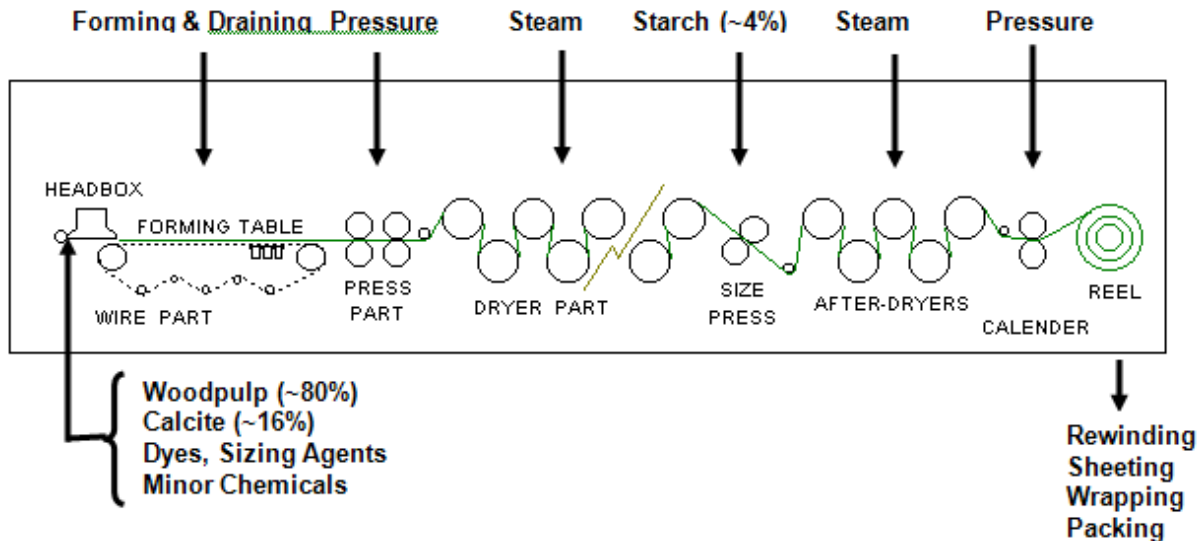 Forming & Draining Pressure Steam Starch (~4%) Steam Pressure
HEADBOX
FORMING TABLE
WIRE PART
PRESS
PART
DRYER PART
SIZE
PRESS
AFTER-DRYERS
CALENDER
REEL
Woodpulp (~80%)
Calcite (~16%)
Dyes, Sizing Agents
Minor Chemicals
Rewinding
Sheeting
Wrapping
Packing